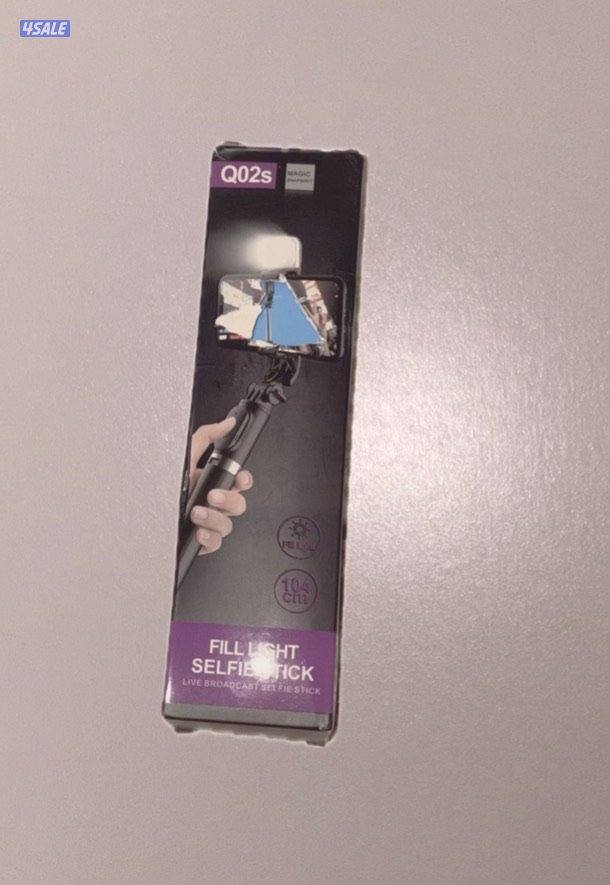 4SALE
Q02s
MAGIC
104
cm
FILL LIGHT
SELFIE STICK
LIVE BROADCAST SELFIE STICK